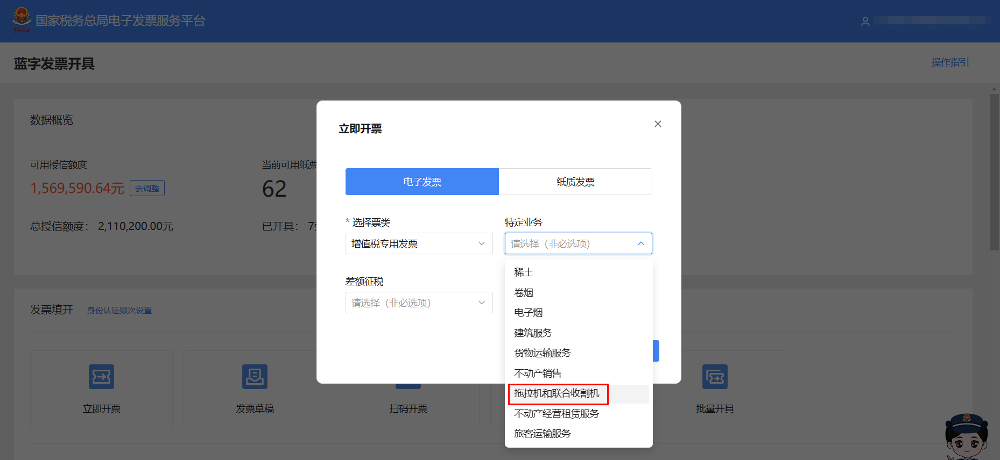 国家税务总局电子发票服务平台
蓝字发票开具
操作指引
数据概览
可用授信额度
1,569,590.64元 去调整
总授信额度： 2,110,200.00元
当前可用纸票
62
已开具： 7
-
发票填开 身份认证频次设置
立即开票
发票草稿
扫码开票
批量开具
立即开票
电子发票 纸质发票
* 选择票类
增值税专用发票
特定业务
请选择（非必选项）
差额征税
请选择（非必选项）
稀土
卷烟
电子烟
建筑服务
货物运输服务
不动产销售
拖拉机和联合收割机
不动产经营租赁服务
旅客运输服务